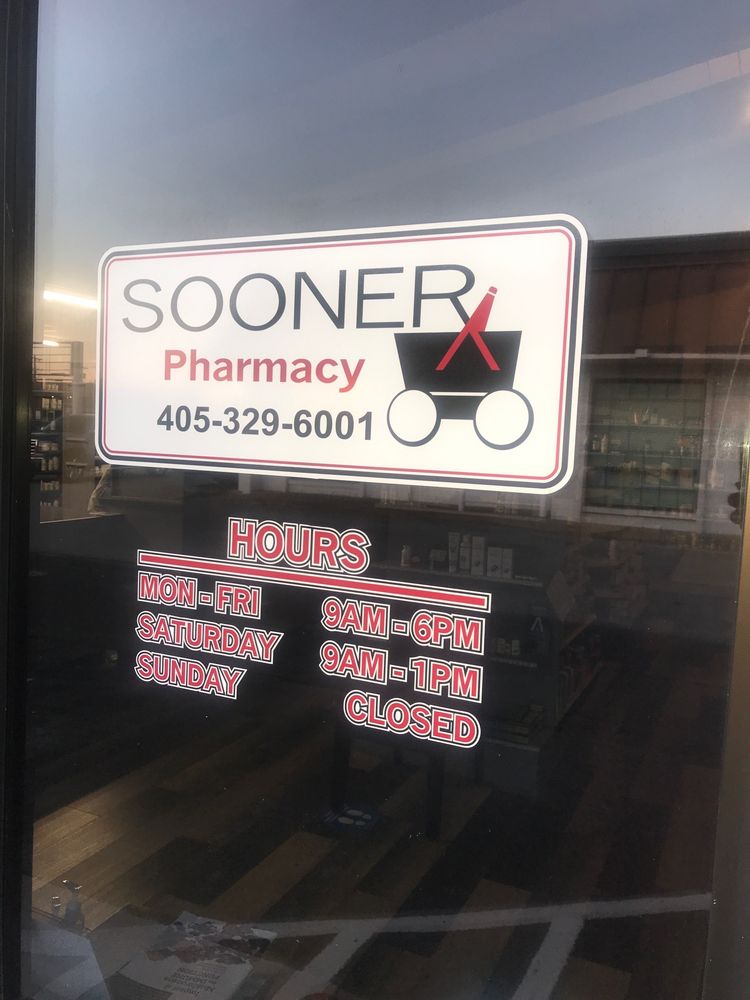 SOONER
Pharmacy
405-329-6001
HOURS
MON - FRI 9AM - 6PM
SATURDAY 9AM - 1PM
SUNDAY CLOSED